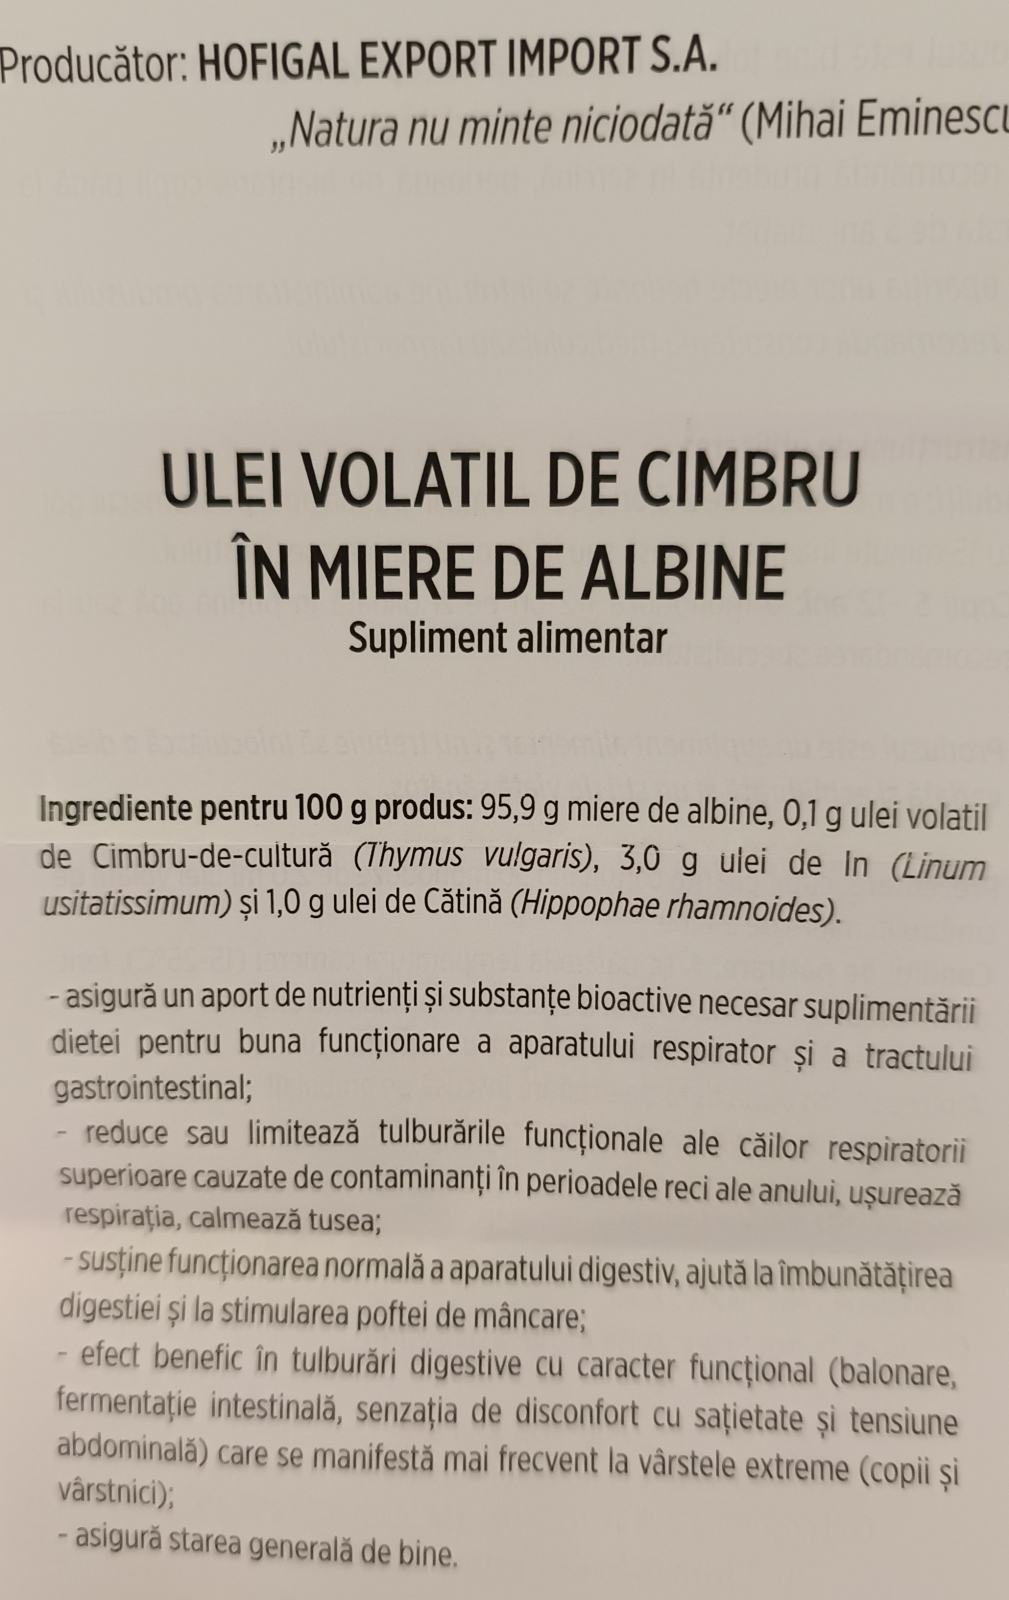 Producător: HOFIGAL EXPORT IMPORT S.A.
„Natura nu minte niciodată“ (Mihai Eminescu
ULEI VOLATIL DE CIMBRU
ÎN MIERE DE ALBINE
Supliment alimentar
Ingrediente pentru 100 g produs: 95,9 g miere de albine, 0,1 g ulei volatil
de Cimbru-de-cultură (Thymus vulgaris), 3,0 g ulei de In (Linum
usitatissimum) și 1,0 g ulei de Cătină (Hippophae rhamnoides).
- asigură un aport de nutrienți și substanțe bioactive necesar suplimentării
dietei pentru buna funcționare a aparatului respirator și a tractului
gastrointestinal;
- reduce sau limitează tulburările funcționale ale căilor respiratorii
superioare cauzate de contaminanți în perioadele reci ale anului, ușurează
respirația, calmează tusea;
- susține funcționarea normală a aparatului digestiv, ajută la îmbunătățirea
digestiei și la stimularea poftei de mâncare;
- efect benefic în tulburări digestive cu caracter funcțional (balonare,
fermentație intestinală, senzația de disconfort cu sațietate și tensiune
abdominală) care se manifestă mai frecvent la vârstele extreme (copii și
vârstnici);
- asigură starea generală de bine.